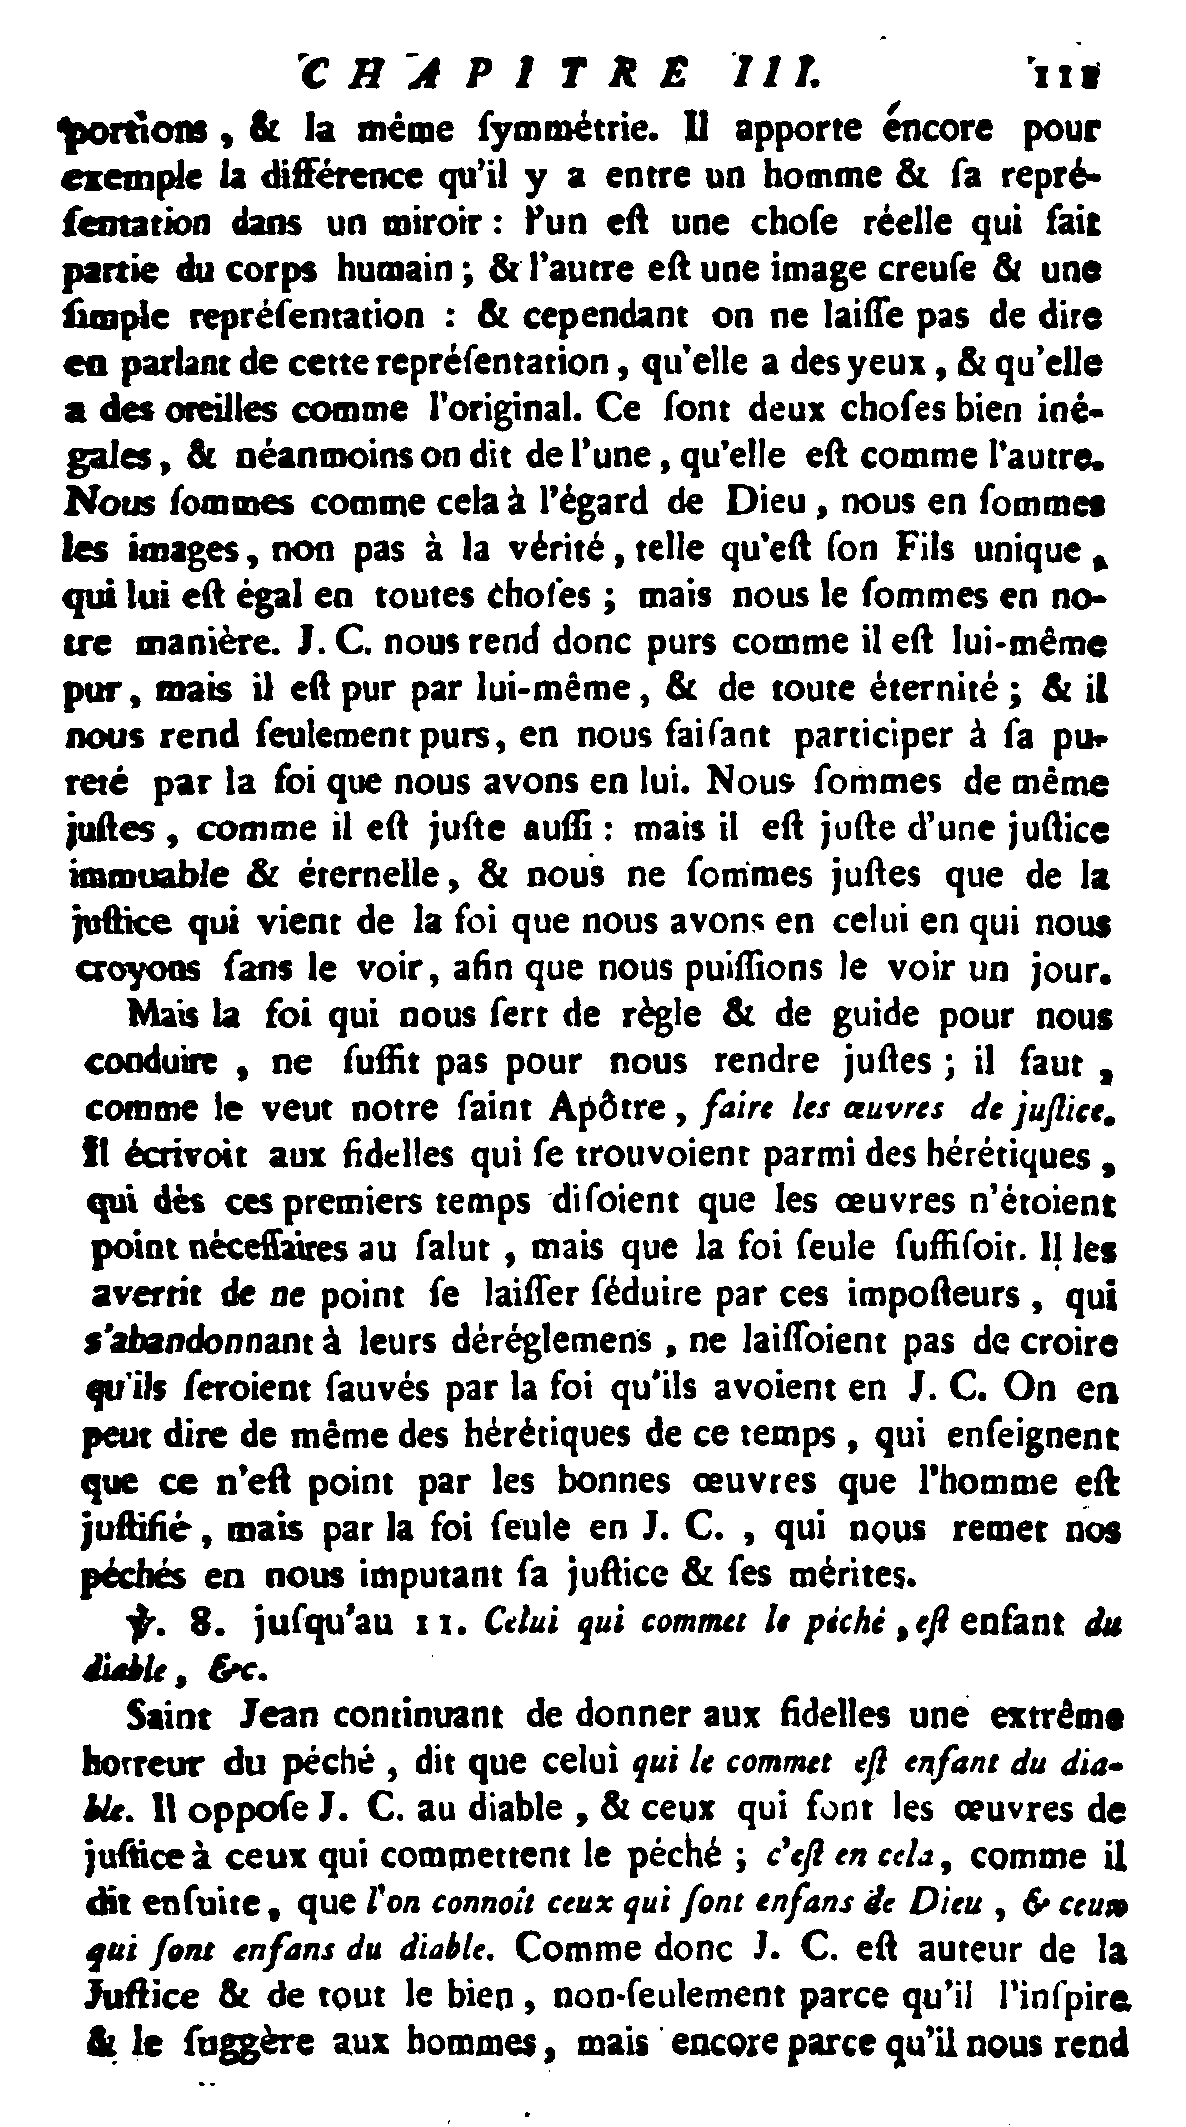 CHAPITRE III. 111
portions, & la même ſymmétrie. Il apporte encore pour
exemple la différence qu'il y a entre un homme & ſa repré-
ſentation dans un miroir : l'un eſt une choſe réelle qui fait
partie du corps humain ; & l'autre eſt une image creuſe & une
ſimple repréſentation : & cependant on ne laiſſe pas de dire
en parlant de cette repréſentation, qu'elle a des yeux, & qu'elle
a des oreilles comme l'original. Ce ſont deux choſes bien iné-
gales, & néanmoins on dit de l'une, qu'elle eſt comme l'autre.
Nous ſommes comme cela à l'égard de Dieu, nous en ſommes
les images, non pas à la vérité, telle qu'eſt ſon Fils unique,
qui lui eſt égal en toutes choſes ; mais nous le ſommes en no-
tre manière. J. C. nous rend donc purs comme il eſt lui-même
pur, mais il eſt pur par lui-même, & de toute éternité ; & il
nous rend ſeulement purs, en nous faiſant participer à ſa pu-
reté par la foi que nous avons en lui. Nous ſommes de même
juſtes, comme il eſt juſte auſſi : mais il eſt juſte d'une juſtice
immuable & éternelle, & nous ne ſommes juſtes que de la
juſtice qui vient de la foi que nous avons en celui en qui nous
croyons ſans le voir, afin que nous puiſſions le voir un jour.
Mais la foi qui nous ſert de règle & de guide pour nous
conduire, ne ſuffit pas pour nous rendre juſtes ; il faut,
comme le veut notre ſaint Apôtre, faire les œuvres de juſtice.
Il écrivoit aux fidelles qui ſe trouvoient parmi des hérétiques,
qui dès ces premiers temps diſoient que les œuvres n'étoient
point néceſſaires au ſalut, mais que la foi ſeule ſuffiſoit. Il les
avertit de ne point ſe laiſſer ſéduire par ces impoſteurs, qui
s'abandonnant à leurs déréglemens, ne laiſſoient pas de croire
qu'ils ſeroient ſauvés par la foi qu'ils avoient en J. C. On en
peut dire de même des hérétiques de ce temps, qui enſeignent
que ce n'eſt point par les bonnes œuvres que l'homme eſt
juſtifié, mais par la foi ſeule en J. C., qui nous remet nos
péchés en nous imputant ſa juſtice & ſes mérites.
℣. 8. juſqu'au 11. Celui qui commet le péché, eſt enfant du
diable, &c.
Saint Jean continuant de donner aux fidelles une extrême
horreur du péché, dit que celui qui le commet eſt enfant du dia-
ble. Il oppoſe J. C. au diable, & ceux qui font les œuvres de
juſtice à ceux qui commettent le péché ; c'eſt en cela, comme il
dit enſuite, que l'on connoît ceux qui ſont enfans de Dieu, & ceux
qui ſont enfans du diable. Comme donc J. C. eſt auteur de la
Juſtice & de tout le bien, non-ſeulement parce qu'il l'inſpire
& le ſuggère aux hommes, mais encore parce qu'il nous rend